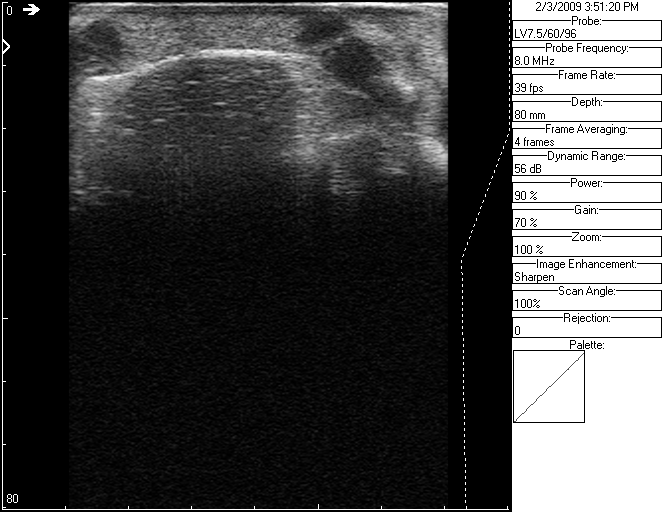 0
80
2/3/2009 3:51:20 PM
Probe:
LV7.5/60/96
Probe Frequency:
8.0 MHz
Frame Rate:
39 fps
Depth:
80 mm
Frame Averaging:
4 frames
Dynamic Range:
56 dB
Power:
90 %
Gain:
70 %
Zoom:
100 %
Image Enhancement:
Sharpen
Scan Angle:
100%
Rejection:
0
Palette: